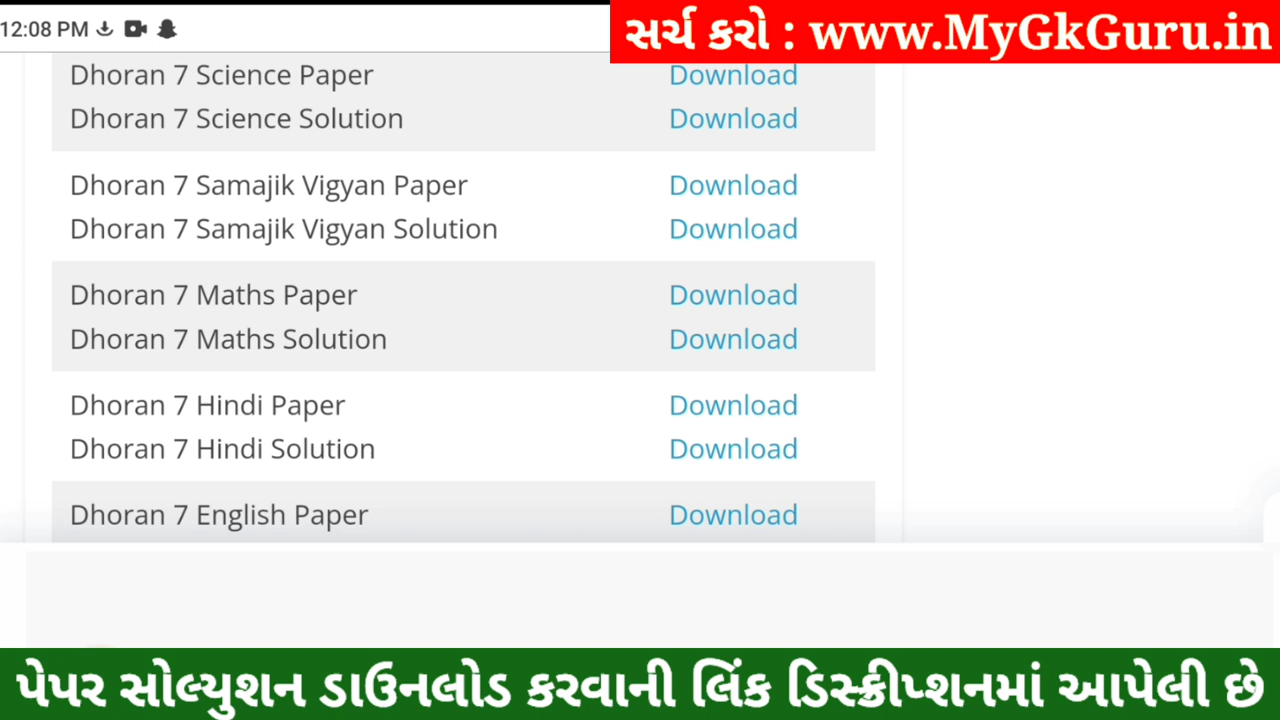 12:08 PM
સર્ચ કરો : www.MyGkGuru.in
Dhoran 7 Science Paper Download
Dhoran 7 Science Solution Download
Dhoran 7 Samajik Vigyan Paper Download
Dhoran 7 Samajik Vigyan Solution Download
Dhoran 7 Maths Paper Download
Dhoran 7 Maths Solution Download
Dhoran 7 Hindi Paper Download
Dhoran 7 Hindi Solution Download
Dhoran 7 English Paper Download
પેપર સોલ્યુશન ડાઉનલોડ કરવાની લિંક ડિસ્ક્રીપ્શનમાં આપેલી છે